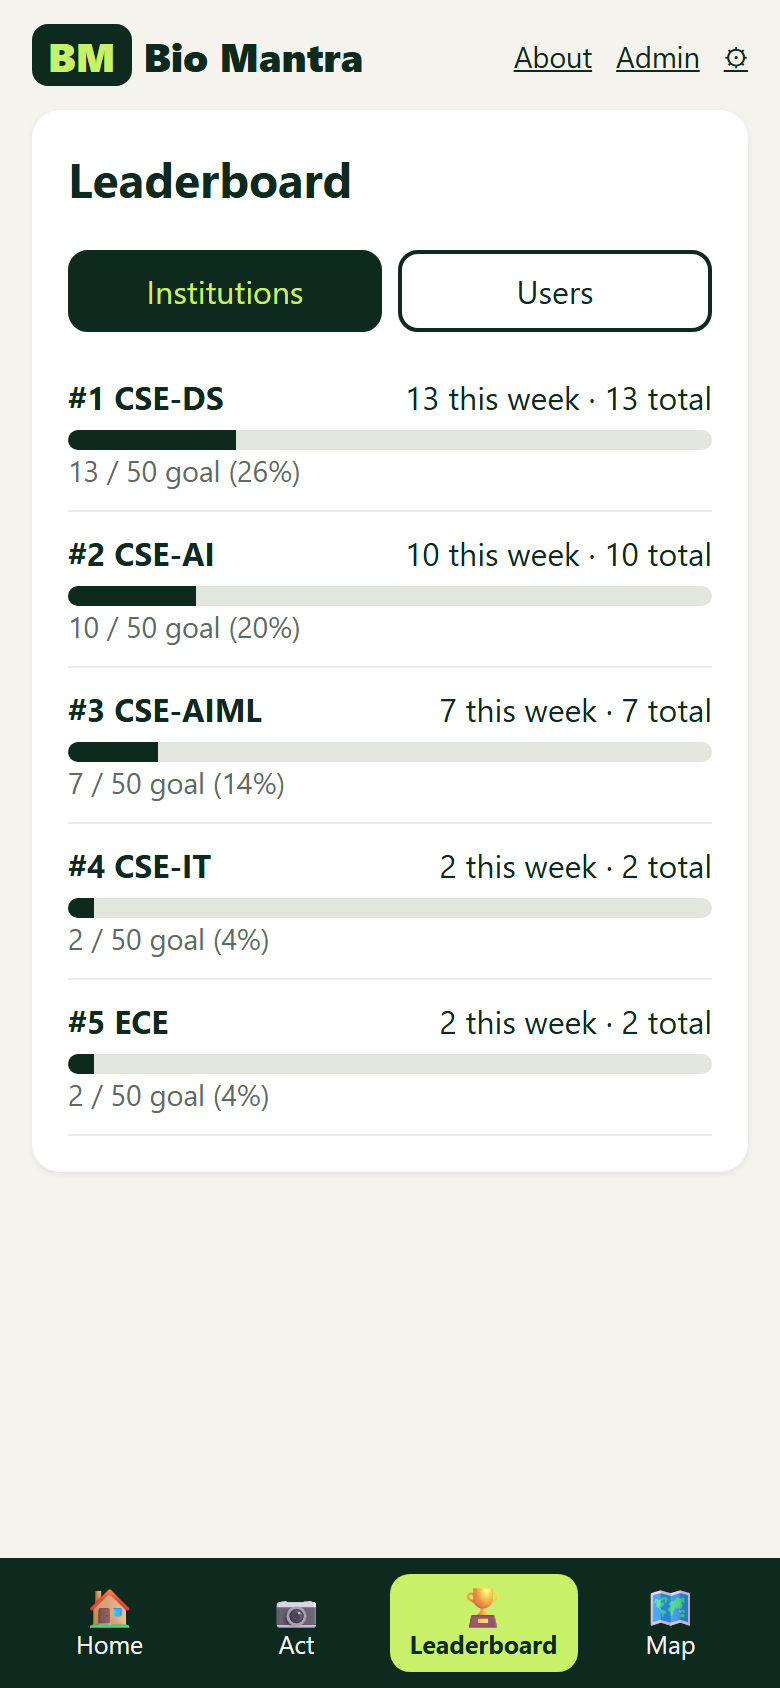 BM Bio Mantra About Admin ⚙
Leaderboard
Institutions Users
#1 CSE-DS 13 this week · 13 total
13 / 50 goal (26%)
#2 CSE-AI 10 this week · 10 total
10 / 50 goal (20%)
#3 CSE-AIML 7 this week · 7 total
7 / 50 goal (14%)
#4 CSE-IT 2 this week · 2 total
2 / 50 goal (4%)
#5 ECE 2 this week · 2 total
2 / 50 goal (4%)
Home Act Leaderboard Map